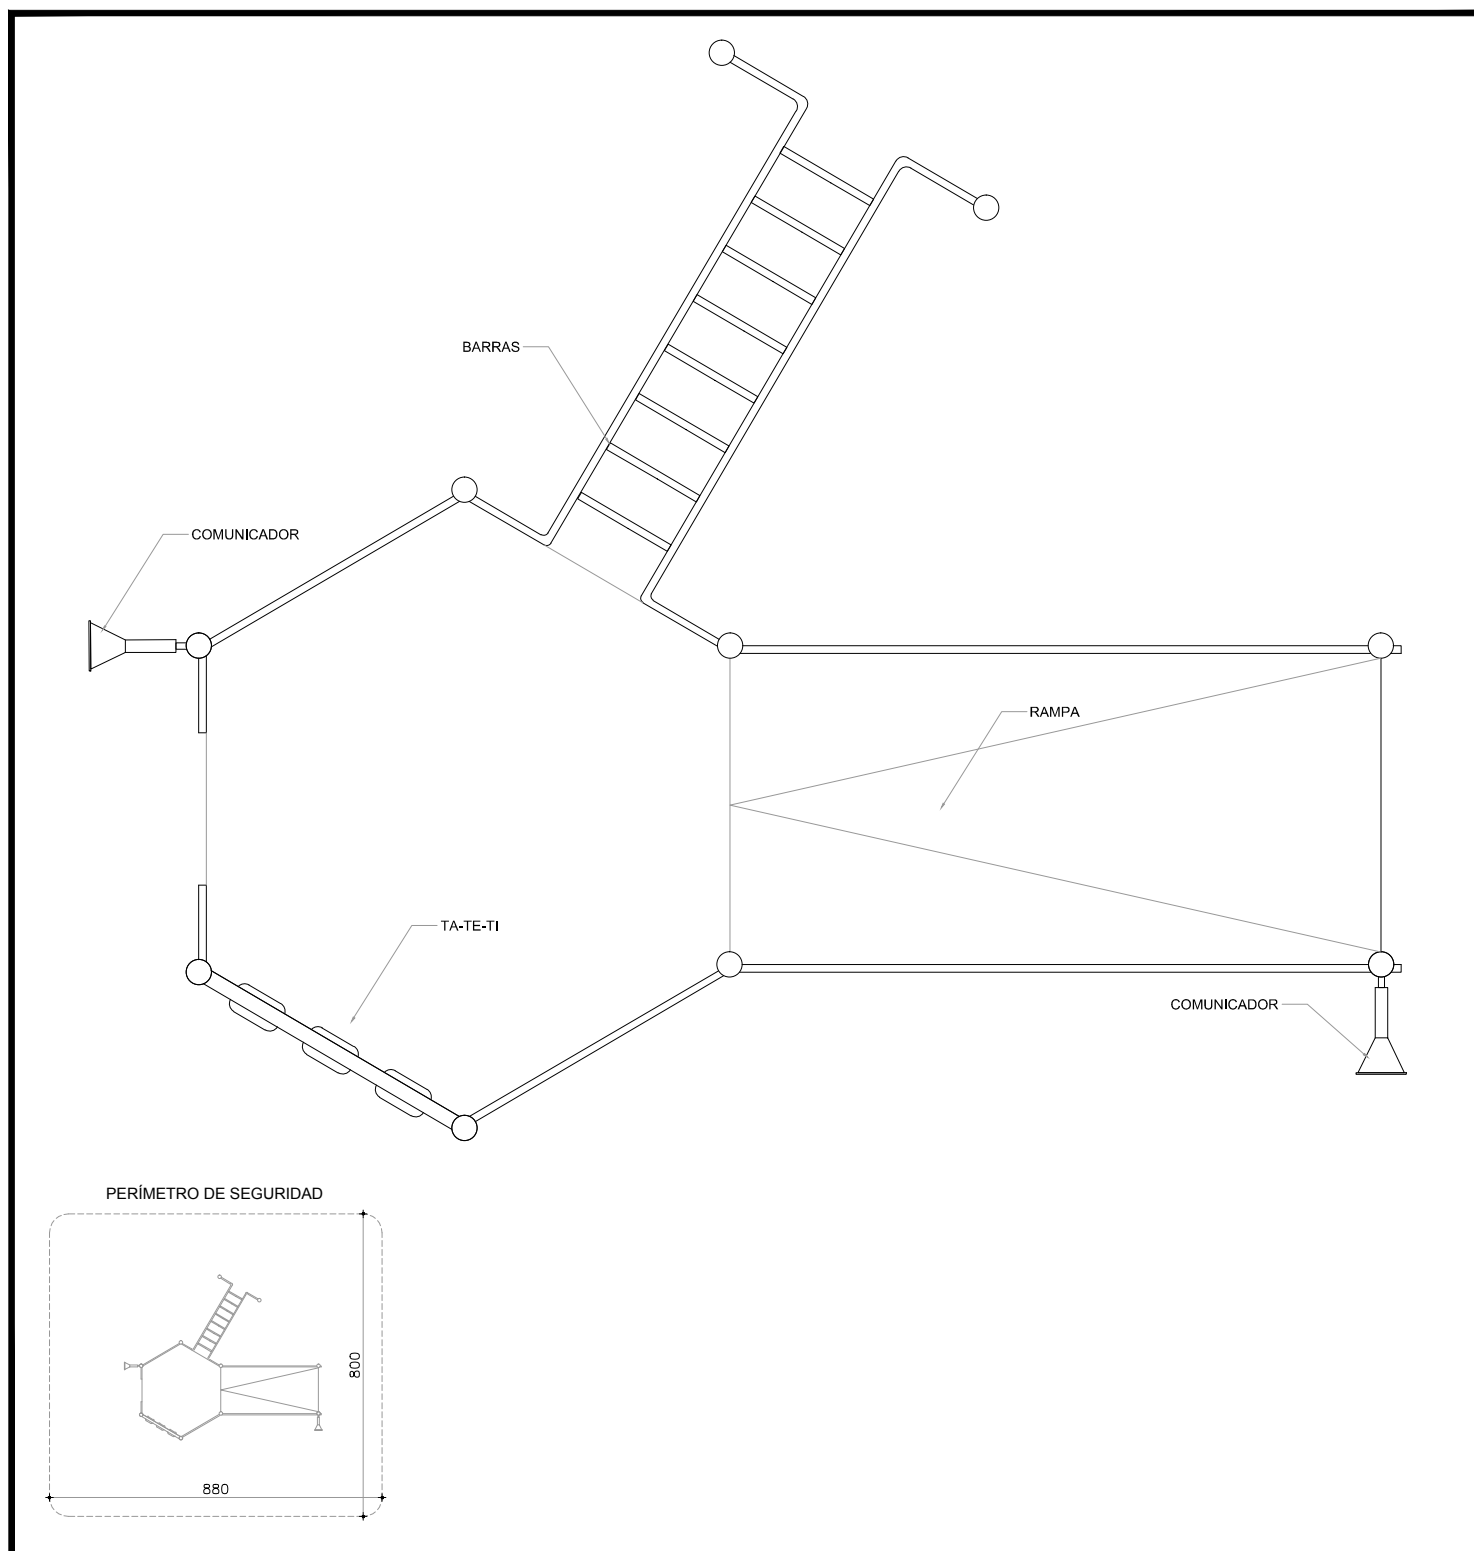 BARRAS
COMUNICADOR
RAMPA
TA-TE-TI
COMUNICADOR
PERÍMETRO DE SEGURIDAD
800
880